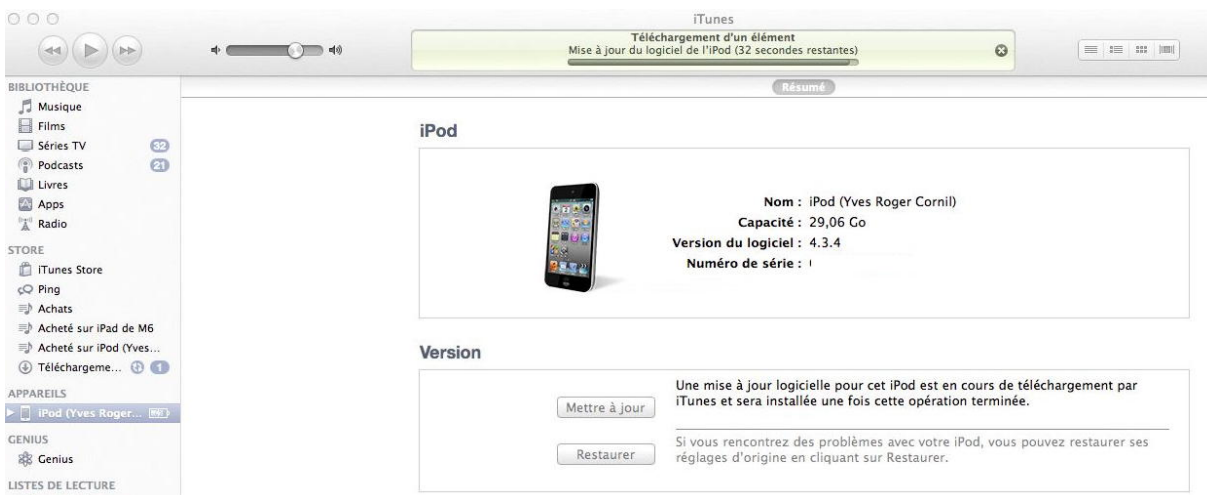 iTunes
Téléchargement d'un élément
Mise à jour du logiciel de l'iPod (32 secondes restantes)
Résumé
BIBLIOTHÈQUE
Musique
Films
Séries TV 32
Podcasts 21
Livres
Apps
Radio
STORE
iTunes Store
Ping
Achats
Acheté sur iPad de M6
Acheté sur iPod (Yves...
Téléchargeme... 1
APPAREILS
iPod (Yves Roger...
GENIUS
Genius
LISTES DE LECTURE
iPod
Nom : iPod (Yves Roger Cornil)
Capacité : 29,06 Go
Version du logiciel : 4.3.4
Numéro de série :
Version
Mettre à jour
Une mise à jour logicielle pour cet iPod est en cours de téléchargement par
iTunes et sera installée une fois cette opération terminée.
Restaurer
Si vous rencontrez des problèmes avec votre iPod, vous pouvez restaurer ses
réglages d'origine en cliquant sur Restaurer.